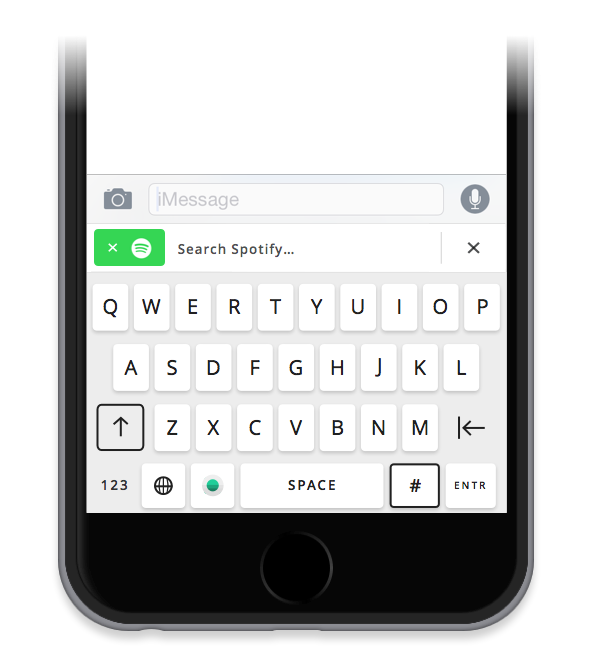 iMessage
Search Spotify...
Q W E R T Y U I O P
A S D F G H J K L
Z X C V B N M
123 SPACE # ENTR